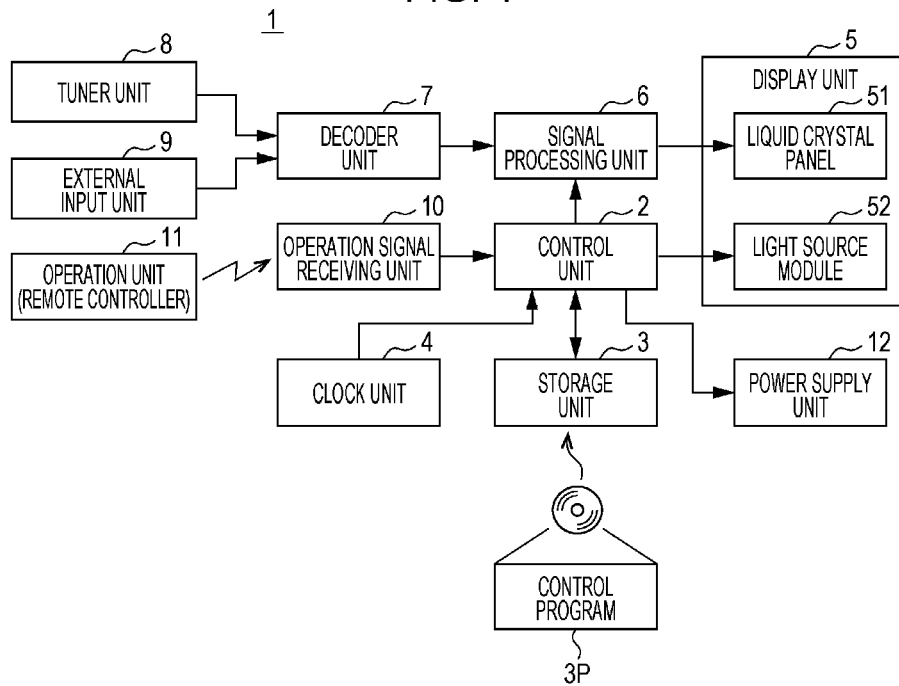 1
8
TUNER UNIT
9
EXTERNAL
INPUT UNIT
11
OPERATION UNIT
(REMOTE CONTROLLER)
7
DECODER
UNIT
10
OPERATION SIGNAL
RECEIVING UNIT
4
CLOCK UNIT
6
SIGNAL
PROCESSING UNIT
2
CONTROL
UNIT
3
STORAGE
UNIT
CONTROL
PROGRAM
3P
5
DISPLAY UNIT
51
LIQUID CRYSTAL
PANEL
52
LIGHT SOURCE
MODULE
12
POWER SUPPLY
UNIT